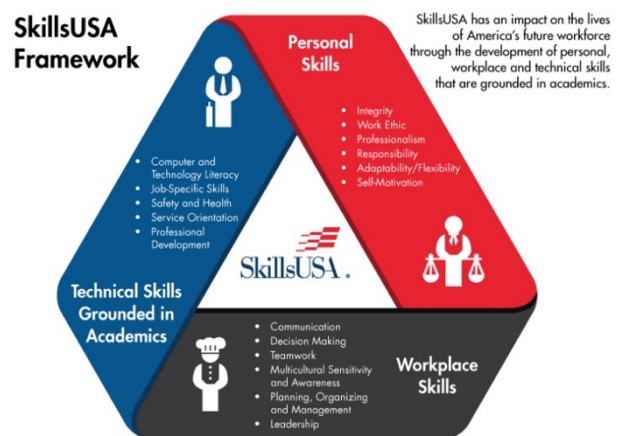 SkillsUSA
Framework
SkillsUSA has an impact on the lives
of America's future workforce
through the development of personal,
workplace and technical skills
that are grounded in academics.
Personal
Skills
• Integrity
• Work Ethic
• Professionalism
• Responsibility
• Adaptability/Flexibility
• Self-Motivation
• Computer and
Technology Literacy
• Job-Specific Skills
• Safety and Health
• Service Orientation
• Professional
Development
Technical Skills
Grounded in
Academics
SkillsUSA®
• Communication
• Decision Making
• Teamwork
• Multicultural Sensitivity
and Awareness
• Planning, Organizing
and Management
• Leadership
Workplace
Skills